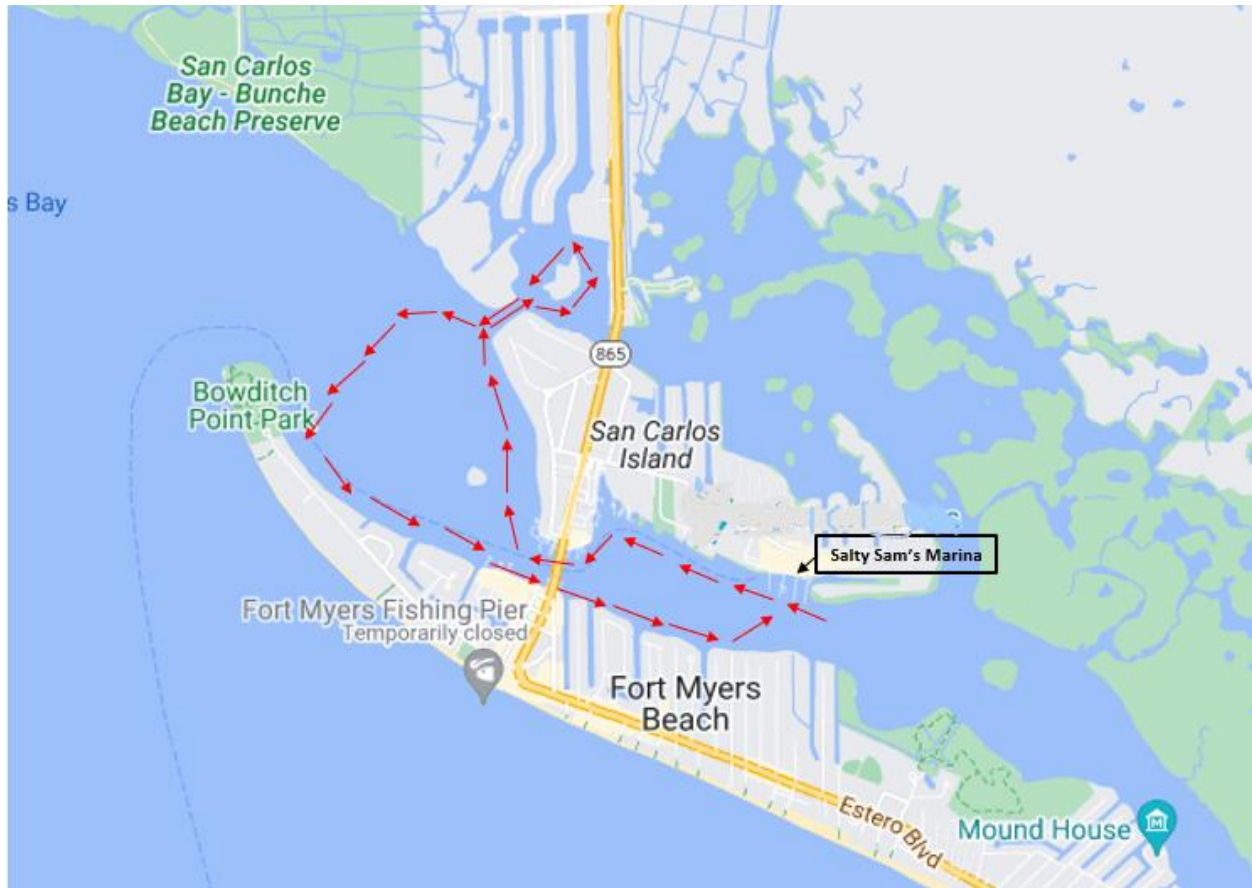 San Carlos
Bay - Bunche
Beach Preserve
s Bay
865
Bowditch
Point Park
San Carlos
Island
Salty Sam's Marina
Fort Myers Fishing Pier
Temporarily closed
Fort Myers
Beach
Estero Blvd
Mound House
M